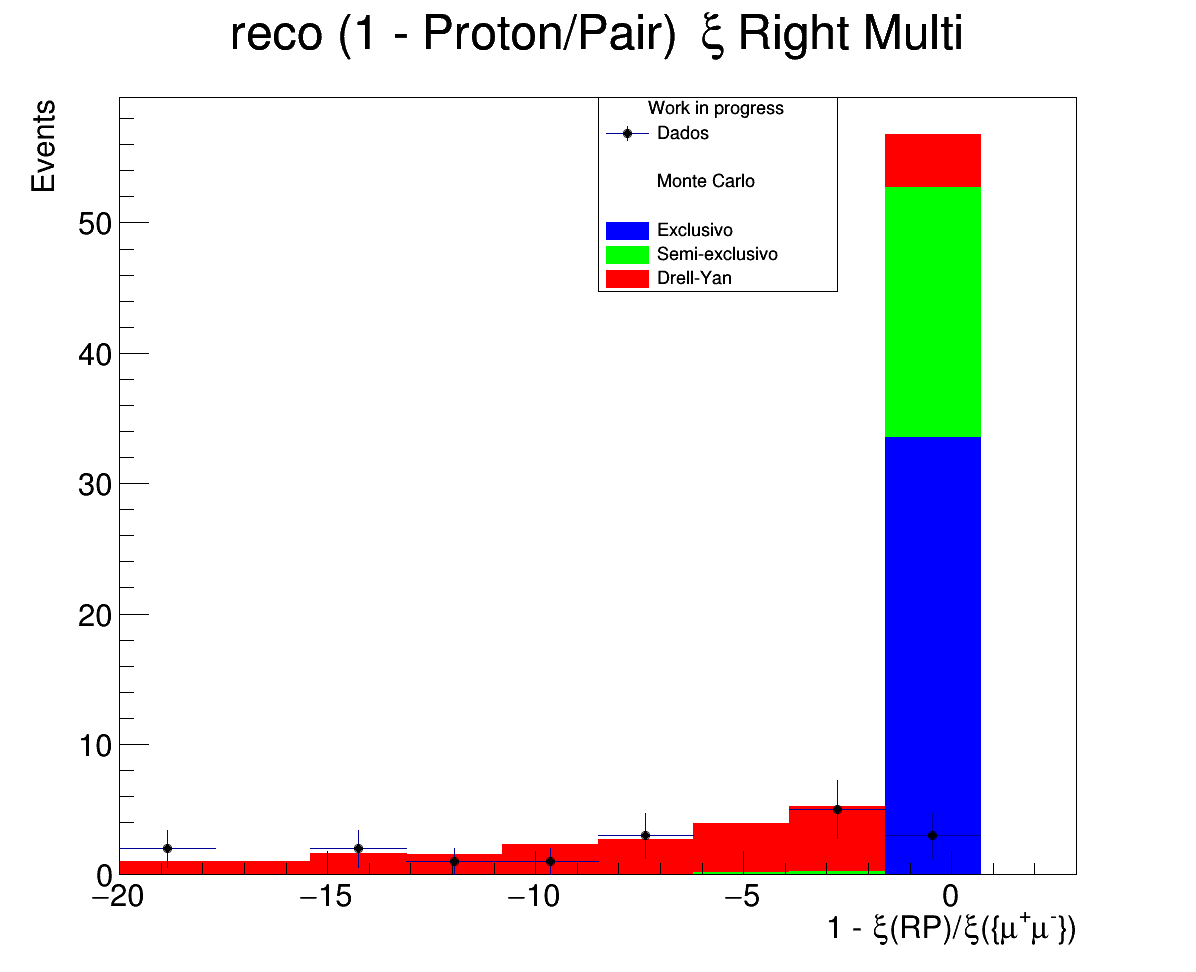 reco (1 - Proton/Pair) ξ Right Multi
Events
Work in progress
Dados
Monte Carlo
Exclusivo
Semi-exclusivo
Drell-Yan
50
40
30
20
10
0
−20 −15 −10 −5 0
1 - ξ(RP)/ξ({μ⁺μ⁻})